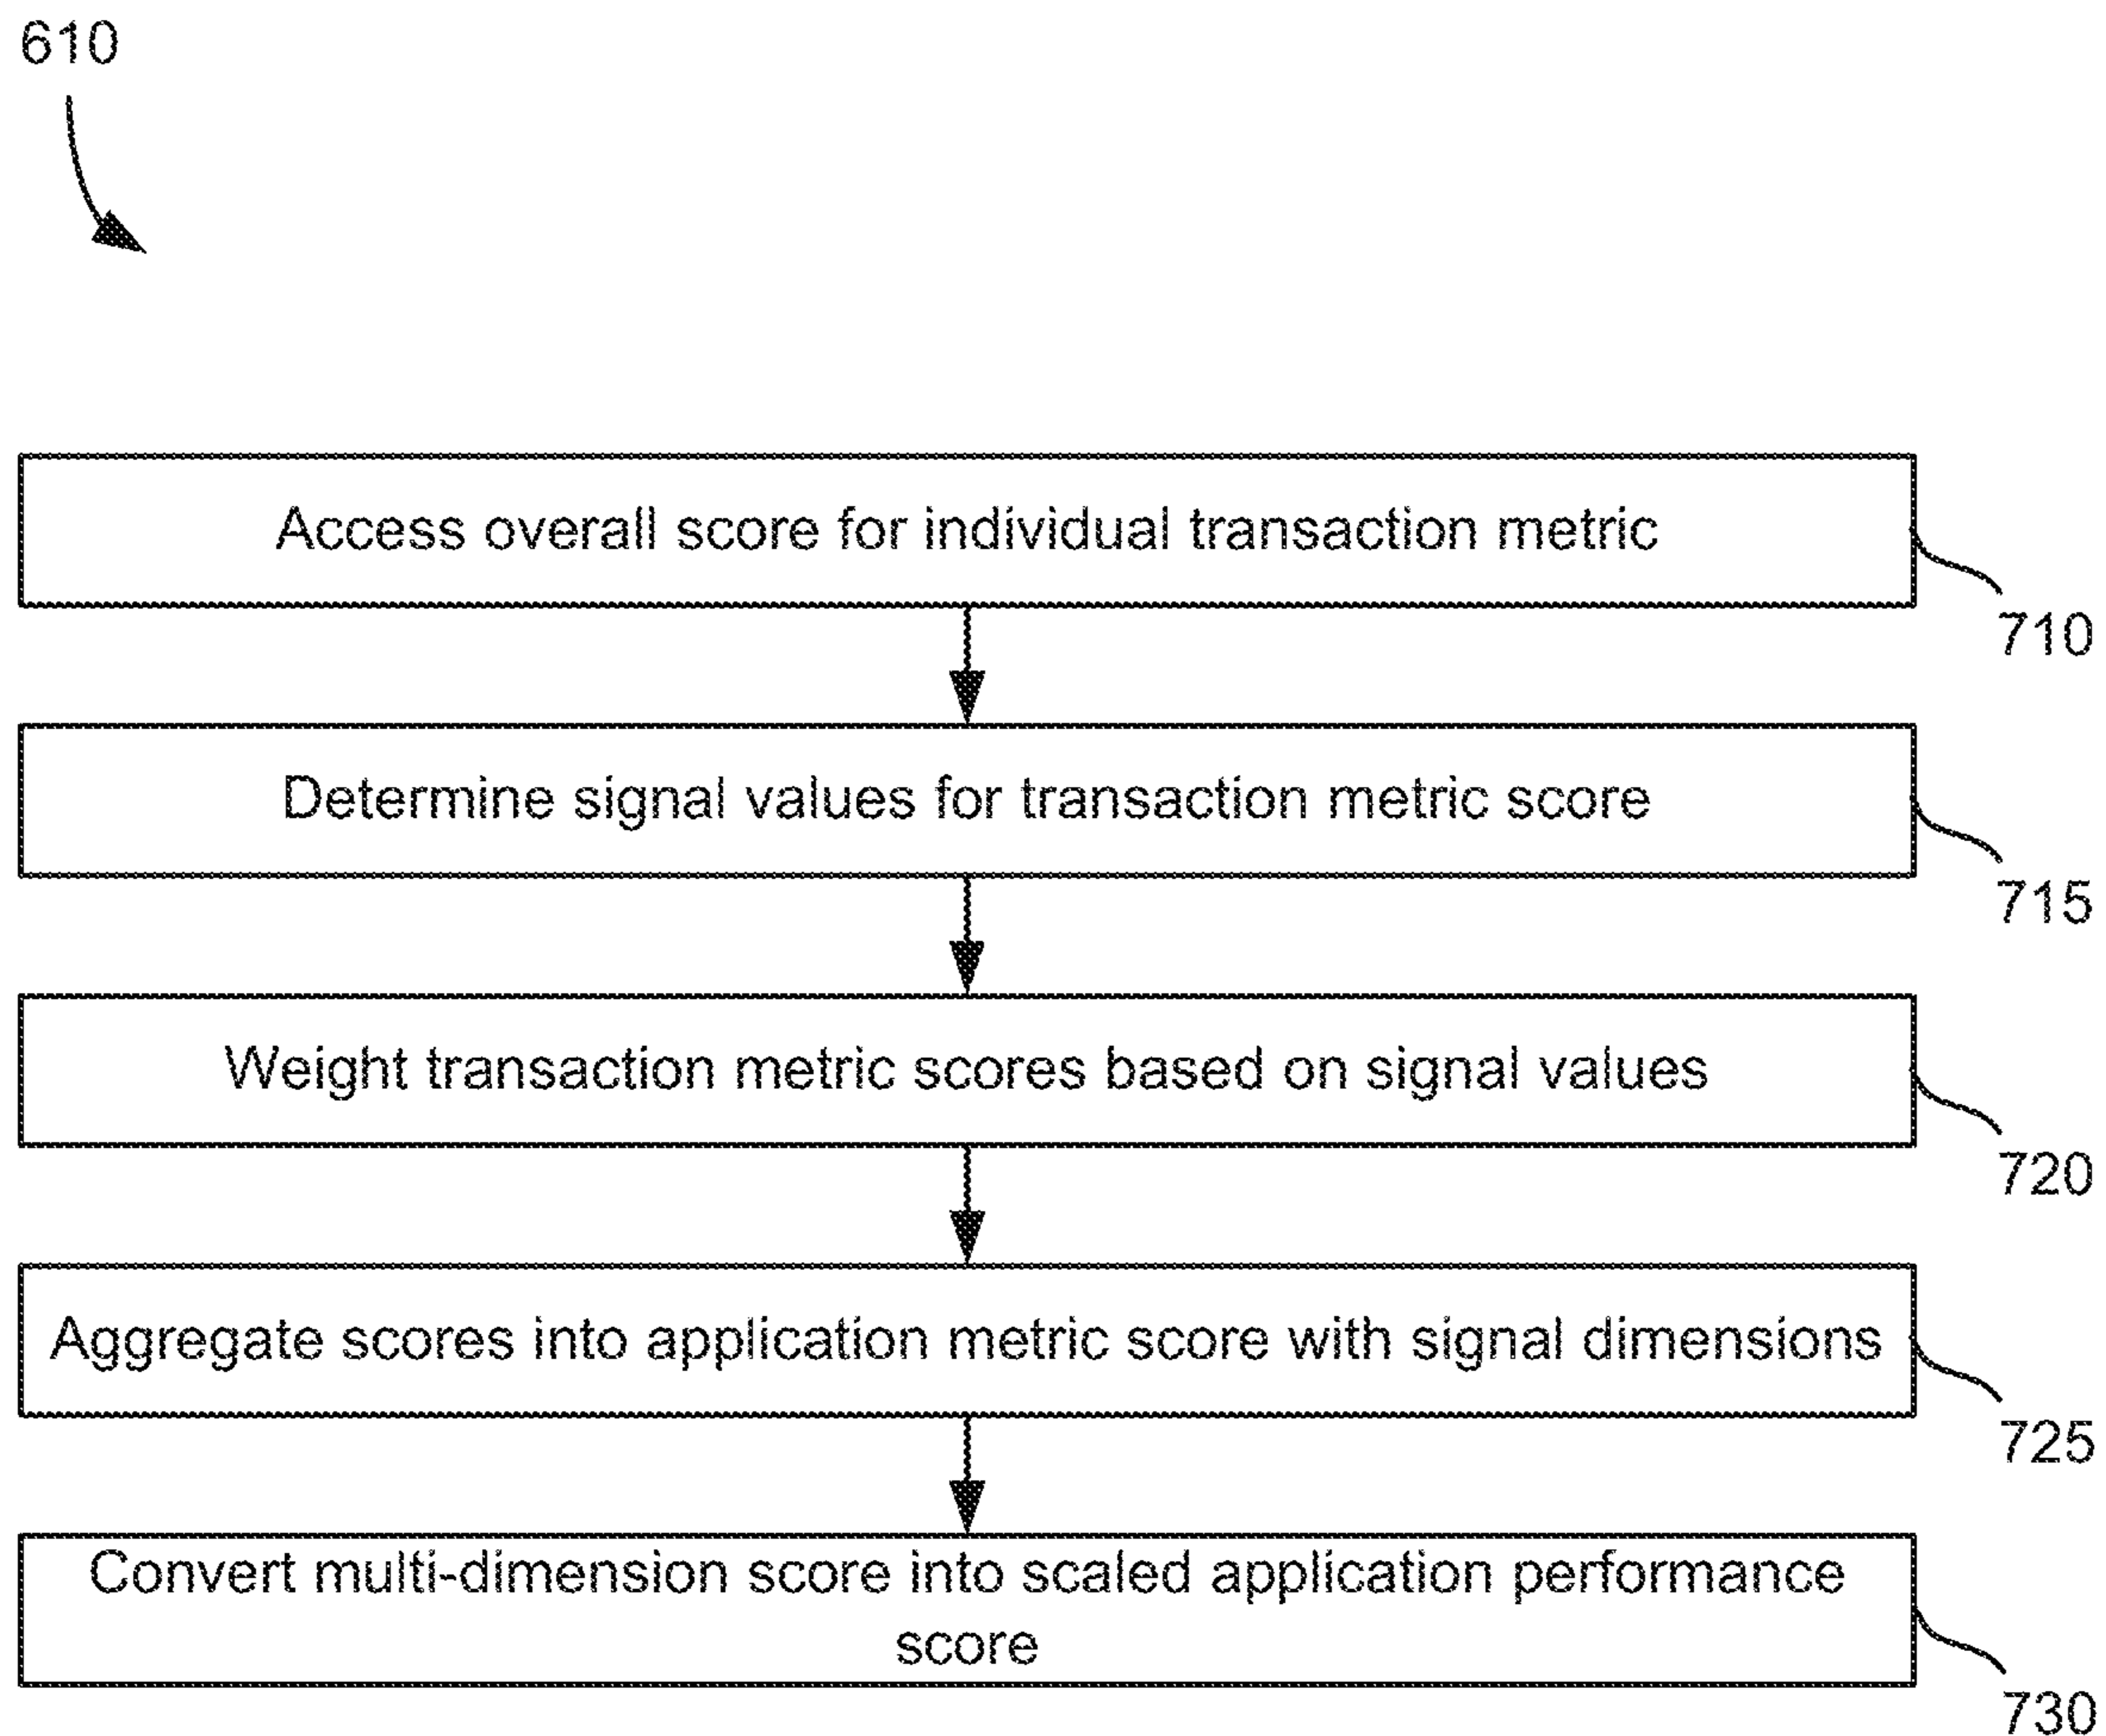 610
Access overall score for individual transaction metric
710
Determine signal values for transaction metric score
715
Weight transaction metric scores based on signal values
720
Aggregate scores into application metric score with signal dimensions
725
Convert multi-dimension score into scaled application performance
score
730